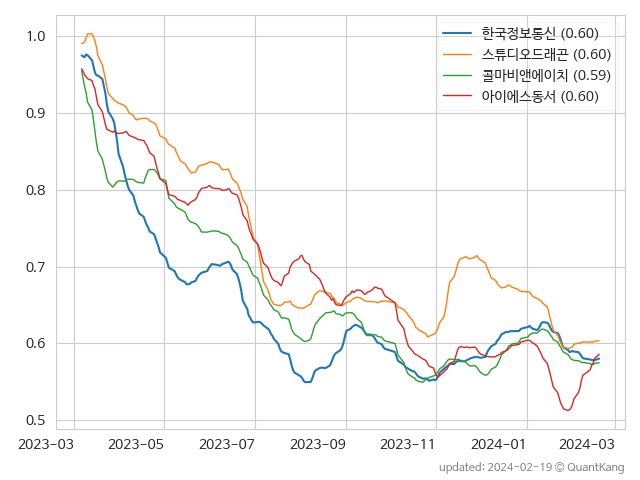 한국정보통신 (0.60)
스튜디오드래곤 (0.60)
콜마비앤에이치 (0.59)
아이에스동서 (0.60)
1.0
0.9
0.8
0.7
0.6
0.5
2023-03 2023-05 2023-07 2023-09 2023-11 2024-01 2024-03
updated: 2024-02-19 © QuantKang